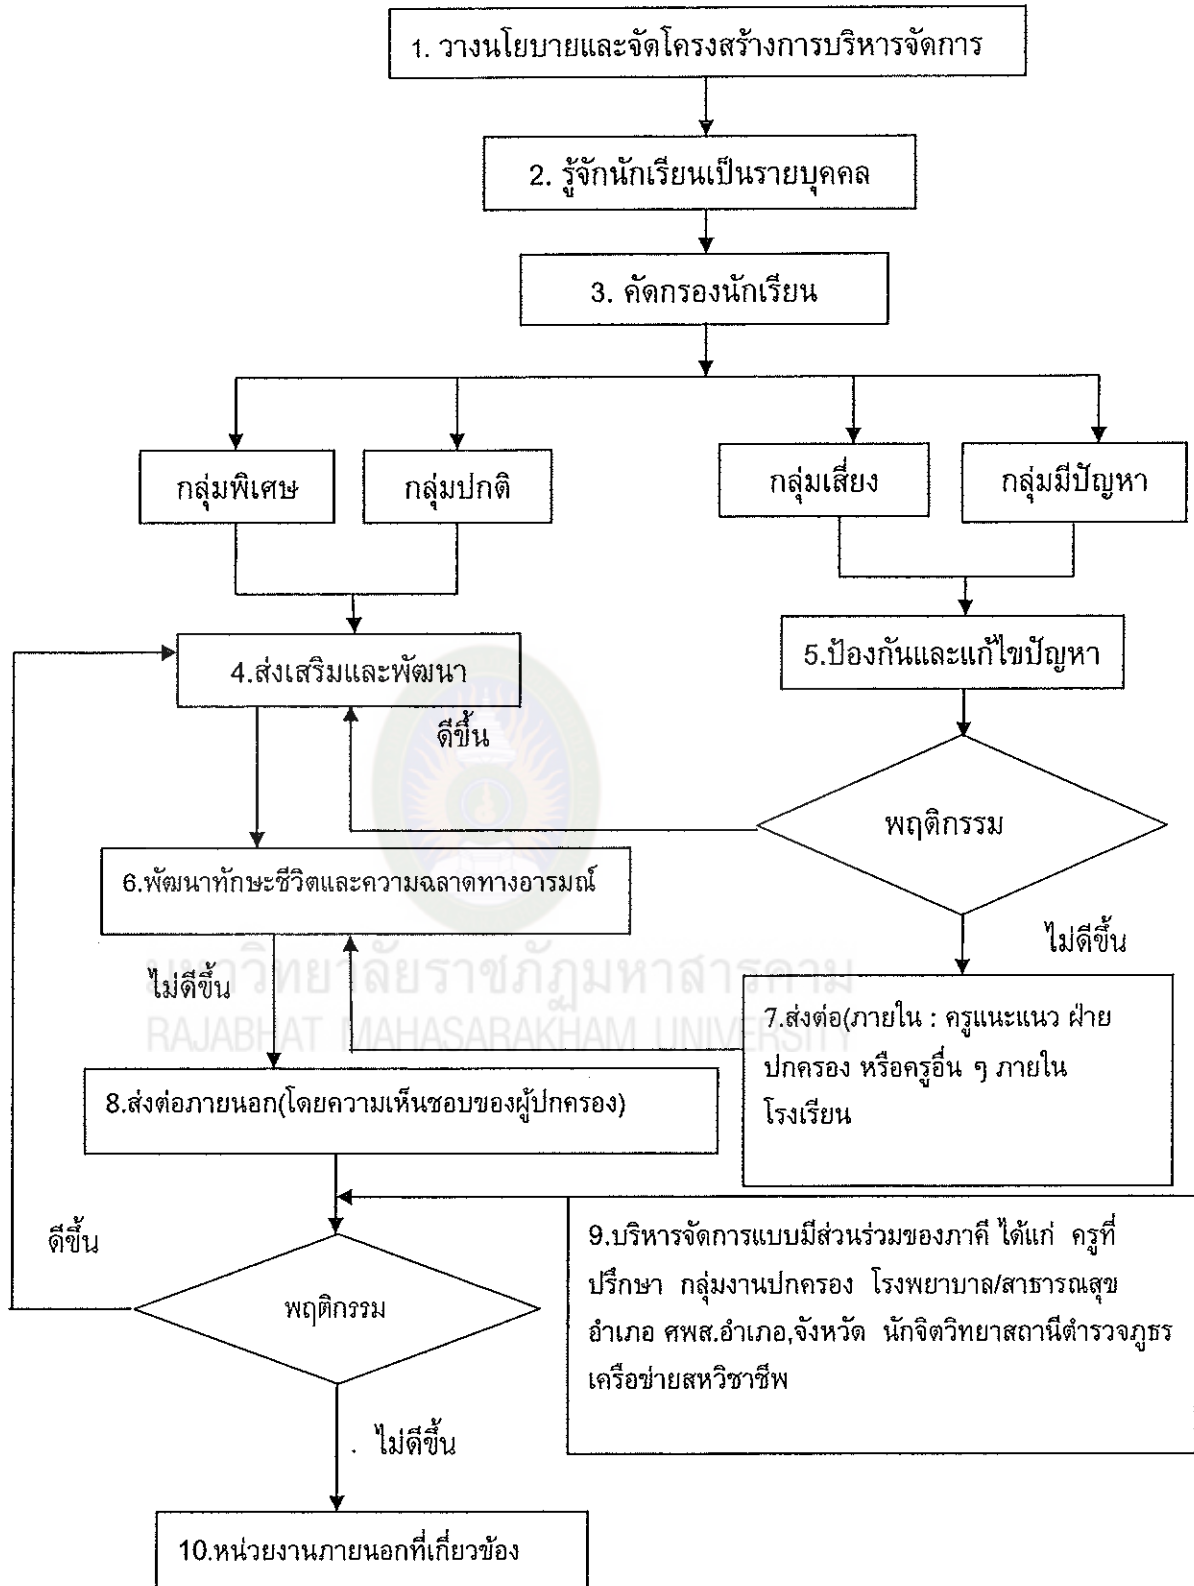 1. วางนโยบายและจัดโครงสร้างการบริหารจัดการ
2. รู้จักนักเรียนเป็นรายบุคคล
3. คัดกรองนักเรียน
กลุ่มพิเศษ
กลุ่มปกติ
กลุ่มเสี่ยง
กลุ่มมีปัญหา
4.ส่งเสริมและพัฒนา
5.ป้องกันและแก้ไขปัญหา
ดีขึ้น
พฤติกรรม
6.พัฒนาทักษะชีวิตและความฉลาดทางอารมณ์
ไม่ดีขึ้น
ไม่ดีขึ้น
มหาวิทยาลัยราชภัฏมหาสารคาม
RAJABHAT MAHASARAKHAM UNIVERSITY
7.ส่งต่อ(ภายใน : ครูแนะแนว ฝ่าย
ปกครอง หรือครูอื่น ๆ ภายใน
โรงเรียน
8.ส่งต่อภายนอก(โดยความเห็นชอบของผู้ปกครอง)
ดีขึ้น
พฤติกรรม
9.บริหารจัดการแบบมีส่วนร่วมของภาคี ได้แก่ ครูที่
ปรึกษา กลุ่มงานปกครอง โรงพยาบาล/สาธารณสุข
อำเภอ ศพส.อำเภอ,จังหวัด นักจิตวิทยาสถานีตำรวจภูธร
เครือข่ายสหวิชาชีพ
ไม่ดีขึ้น
10.หน่วยงานภายนอกที่เกี่ยวข้อง